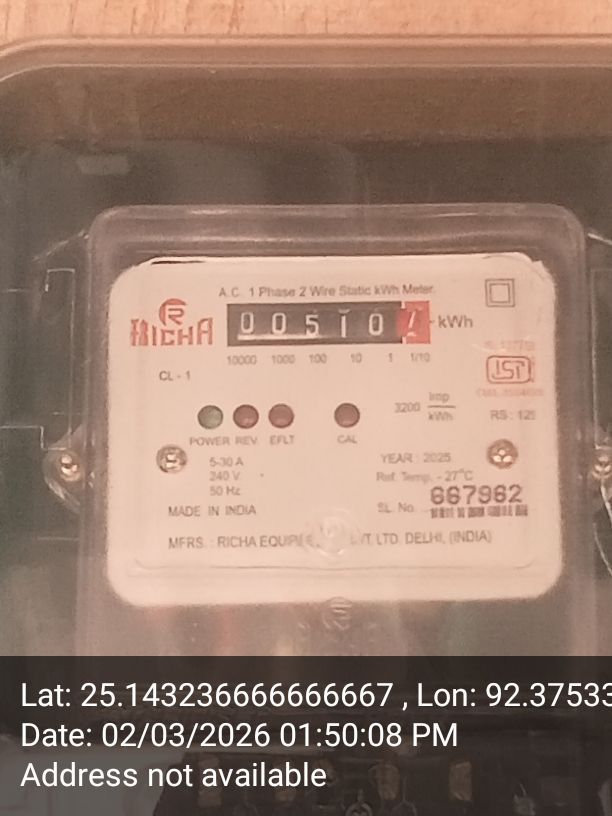 A.C. 1 Phase 2 Wire Static kWh Meter.
R
RICHA
0 0 5 1 0 kWh
10000 1000 100 10 1 1/10
CL - 1
ISI
3200 Imp/kWh
RS : 125
POWER REV. EFLT CAL
5-30 A
240 V
50 Hz
YEAR : 2025
Ref. Temp. - 27°C
SL. No. 667962
MADE IN INDIA
MFRS. : RICHA LTD. DELHI, (INDIA)
Lat: 25.143236666666667 , Lon: 92.37533
Date: 02/03/2026 01:50:08 PM
Address not available